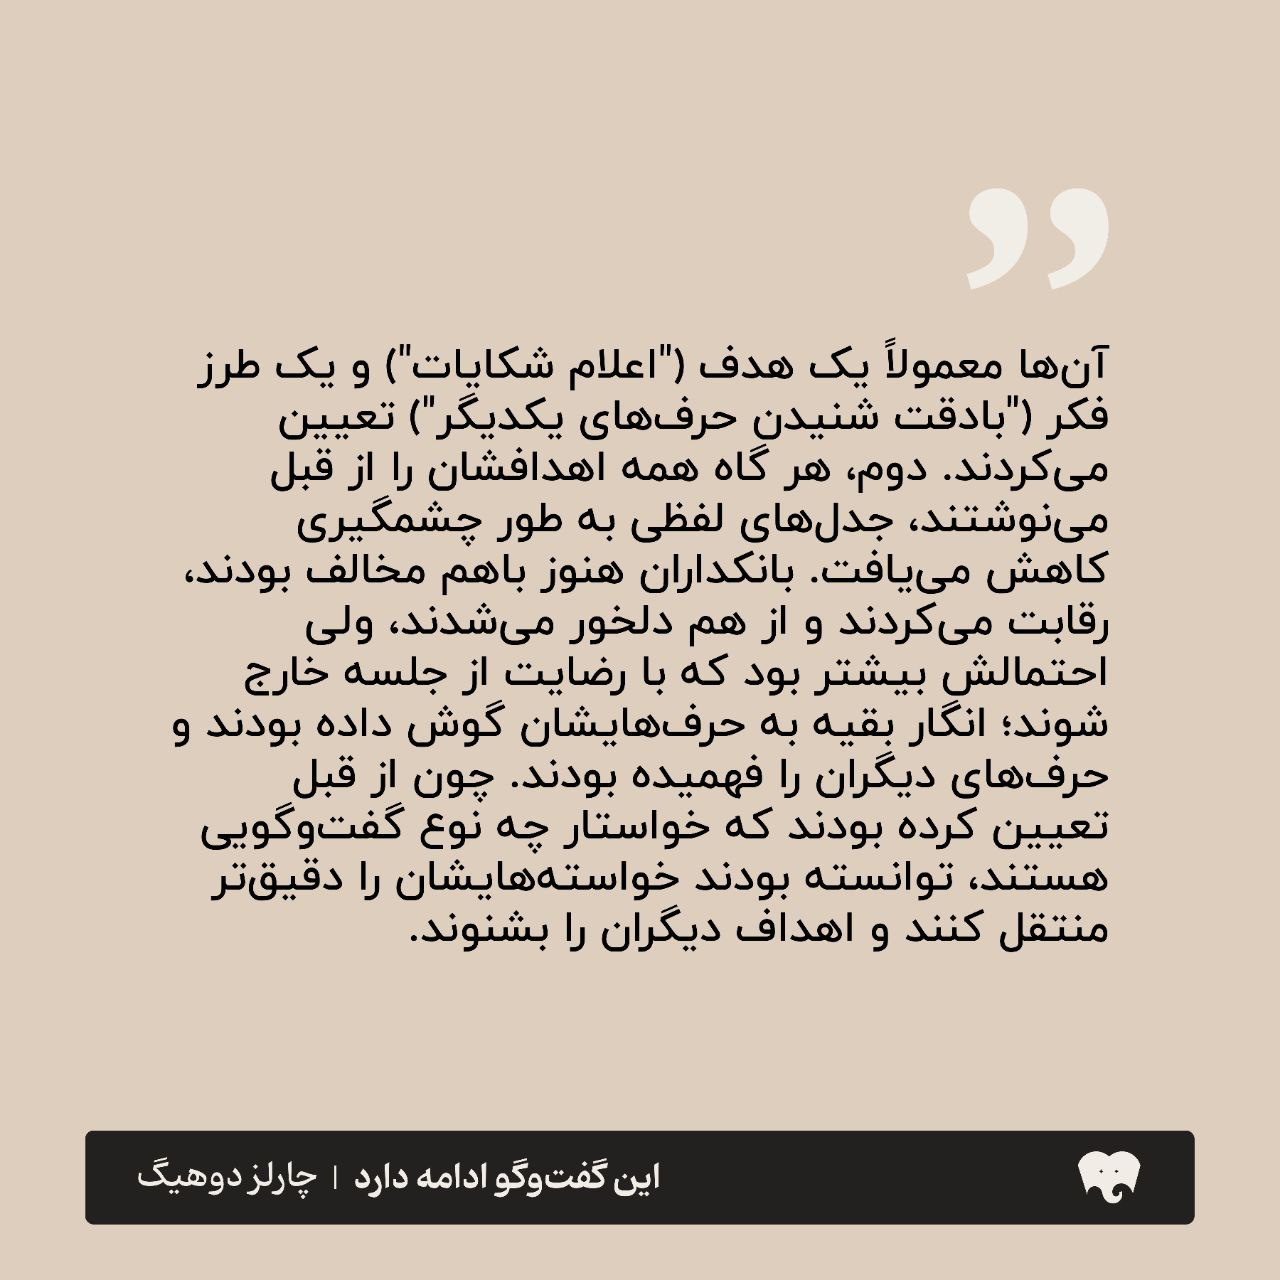 ”
آن‌ها معمولاً یک هدف ("اعلام شکایات") و یک طرز
فکر ("بادقت شنیدن حرف‌های یکدیگر") تعیین
می‌کردند. دوم، هر گاه همه اهدافشان را از قبل
می‌نوشتند، جدل‌های لفظی به طور چشمگیری
کاهش می‌یافت. بانکداران هنوز باهم مخالف بودند،
رقابت می‌کردند و از هم دلخور می‌شدند، ولی
احتمالش بیشتر بود که با رضایت از جلسه خارج
شوند؛ انگار بقیه به حرف‌هایشان گوش داده بودند و
حرف‌های دیگران را فهمیده بودند. چون از قبل
تعیین کرده بودند که خواستار چه نوع گفت‌وگویی
هستند، توانسته بودند خواسته‌هایشان را دقیق‌تر
منتقل کنند و اهداف دیگران را بشنوند.
این گفت‌وگو ادامه دارد | چارلز دوهیگ